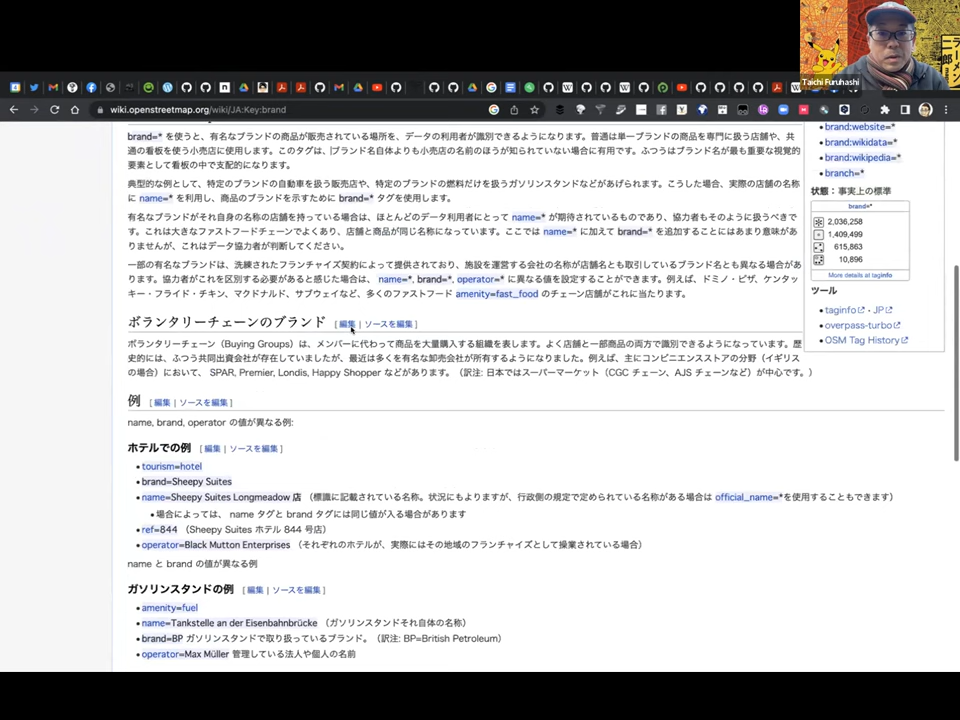 Taichi Furuhashi
wiki.openstreetmap.org/wiki/JA:Key:brand
brand=* を使うと、有名なブランドの商品が販売されている場所を、データの利用者が識別できるようになります。普通は単一ブランドの商品を専門に扱う店舗や、共
通の看板を使う小売店に使用します。このタグは、ブランド名自体よりも小売店の名前のほうが知られていない場合に有用です。ふつうはブランド名が最も重要な視覚的
要素として看板の中で支配的になります。
典型的な例として、特定のブランドの自動車を扱う販売店や、特定のブランドの燃料だけを扱うガソリンスタンドなどがあげられます。こうした場合、実際の店舗の名称
に name=* を利用し、商品のブランドを示すために brand=* タグを使用します。
有名なブランドがそれ自身の名称の店舗を持っている場合は、ほとんどのデータ利用者にとって name=* が期待されているものであり、協力者もそのように扱うべきで
す。これは大きなファストフードチェーンでよくあり、店舗と商品が同じ名称になっています。ここでは name=* に加えて brand=* を追加することにはあまり意味があ
りませんが、これはデータ協力者が判断してください。
一部の有名なブランドは、洗練されたフランチャイズ契約によって提供されており、施設を運営する会社の名称が店舗名とも取引しているブランド名とも異なる場合があ
ります。協力者がこれを区別する必要があると感じた場合は、 name=*, brand=*, operator=* に異なる値を設定することができます。例えば、ドミノ・ピザ、ケンタッ
キー・フライド・チキン、マクドナルド、サブウェイなど、多くのファストフード amenity=fast_food のチェーン店舗がこれに当たります。
brand:website=*
brand:wikidata=*
brand:wikipedia=*
branch=*
状態：事実上の標準
brand=*
2,036,258
1,409,499
615,863
10,896
More details at taginfo
ツール
taginfo · JP
overpass-turbo
OSM Tag History
ボランタリーチェーンのブランド [編集 | ソースを編集]
ボランタリーチェーン（Buying Groups）は、メンバーに代わって商品を大量購入する組織を表します。よく店舗と一部商品の両方で識別できるようになっています。歴
史的には、ふつう共同出資会社が存在していましたが、最近は多くを有名な卸売会社が所有するようになりました。例えば、主にコンビニエンスストアの分野（イギリス
の場合）において、 SPAR, Premier, Londis, Happy Shopper などがあります。（訳注: 日本ではスーパーマーケット（CGC チェーン、AJS チェーンなど）が中心です。）
例 [編集 | ソースを編集]
name, brand, operator の値が異なる例:
ホテルでの例 [編集 | ソースを編集]
tourism=hotel
brand=Sheepy Suites
name=Sheepy Suites Longmeadow 店 （標識に記載されている名称。状況にもよりますが、行政側の規定で定められている名称がある場合は official_name=*を使用することもできます）
場合によっては、 name タグと brand タグには同じ値が入る場合があります
ref=844 （Sheepy Suites ホテル 844 号店）
operator=Black Mutton Enterprises （それぞれのホテルが、実際にはその地域のフランチャイズとして操業されている場合）
name と brand の値が異なる例
ガソリンスタンドの例 [編集 | ソースを編集]
amenity=fuel
name=Tankstelle an der Eisenbahnbrücke （ガソリンスタンドそれ自体の名称）
brand=BP ガソリンスタンドで取り扱っているブランド。（訳注: BP=British Petroleum）
operator=Max Müller 管理している法人や個人の名前